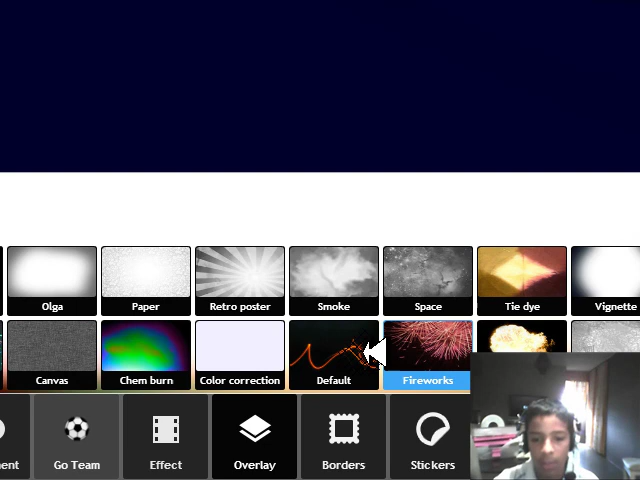 Olga Paper Retro poster Smoke Space Tie dye Vignette
Canvas Chem burn Color correction Default Fireworks
ent Go Team Effect Overlay Borders Stickers